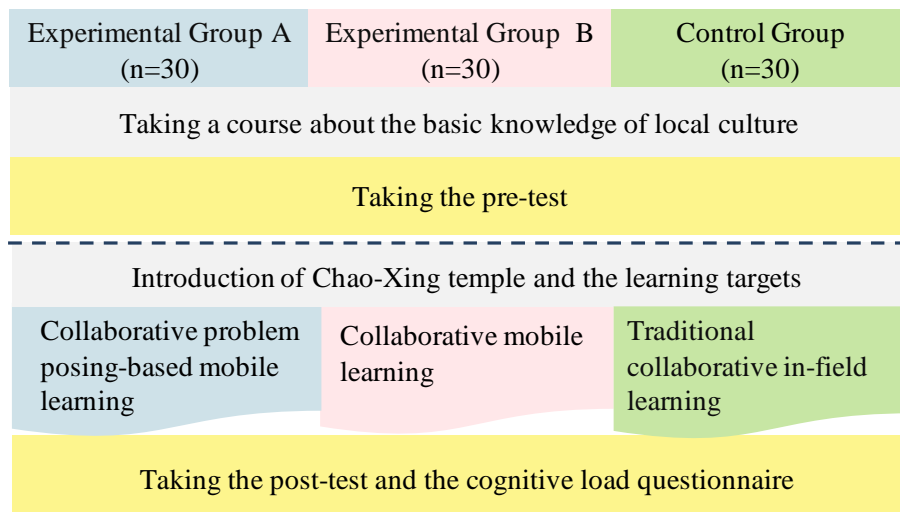 Experimental Group A
(n=30)
Experimental Group B
(n=30)
Control Group
(n=30)
Taking a course about the basic knowledge of local culture
Taking the pre-test
Introduction of Chao-Xing temple and the learning targets
Collaborative problem
posing-based mobile
learning
Collaborative mobile
learning
Traditional
collaborative in-field
learning
Taking the post-test and the cognitive load questionnaire